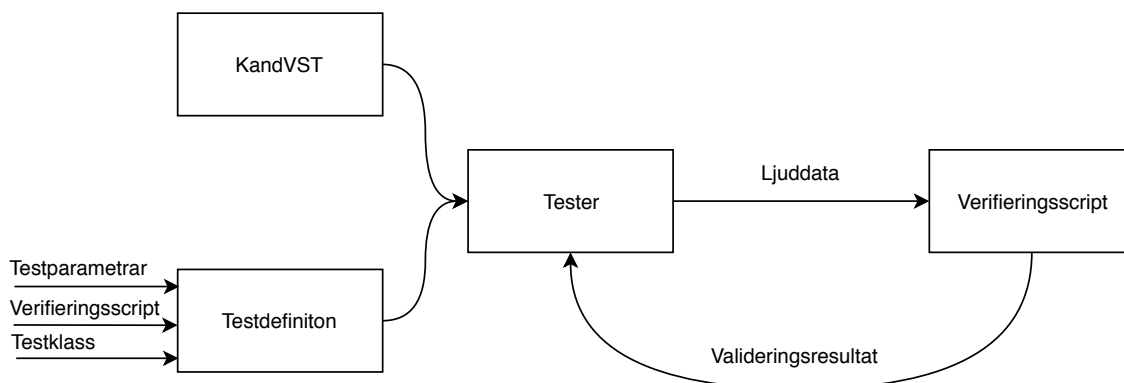 KandVST
Ljuddata
Tester
Verifieringsscript
Testparametrar
Verifieringsscript
Testklass
Testdefiniton
Valideringsresultat